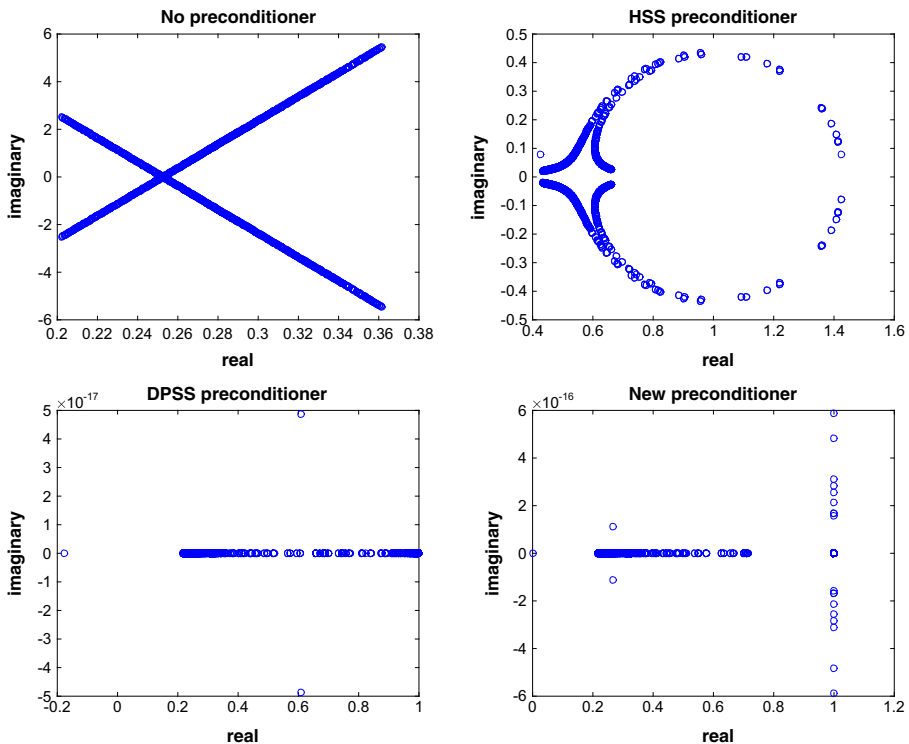 No preconditioner
6
4
2
0
-2
-4
-6
0.2 0.22 0.24 0.26 0.28 0.3 0.32 0.34 0.36 0.38
real
imaginary
HSS preconditioner
0.5
0.4
0.3
0.2
0.1
0
-0.1
-0.2
-0.3
-0.4
-0.5
0.4 0.6 0.8 1 1.2 1.4 1.6
real
imaginary
DPSS preconditioner
×10-17
5
4
3
2
1
0
-1
-2
-3
-4
-5
-0.2 0 0.2 0.4 0.6 0.8 1
real
imaginary
New preconditioner
×10-16
6
4
2
0
-2
-4
-6
0 0.2 0.4 0.6 0.8 1 1.2
real
imaginary